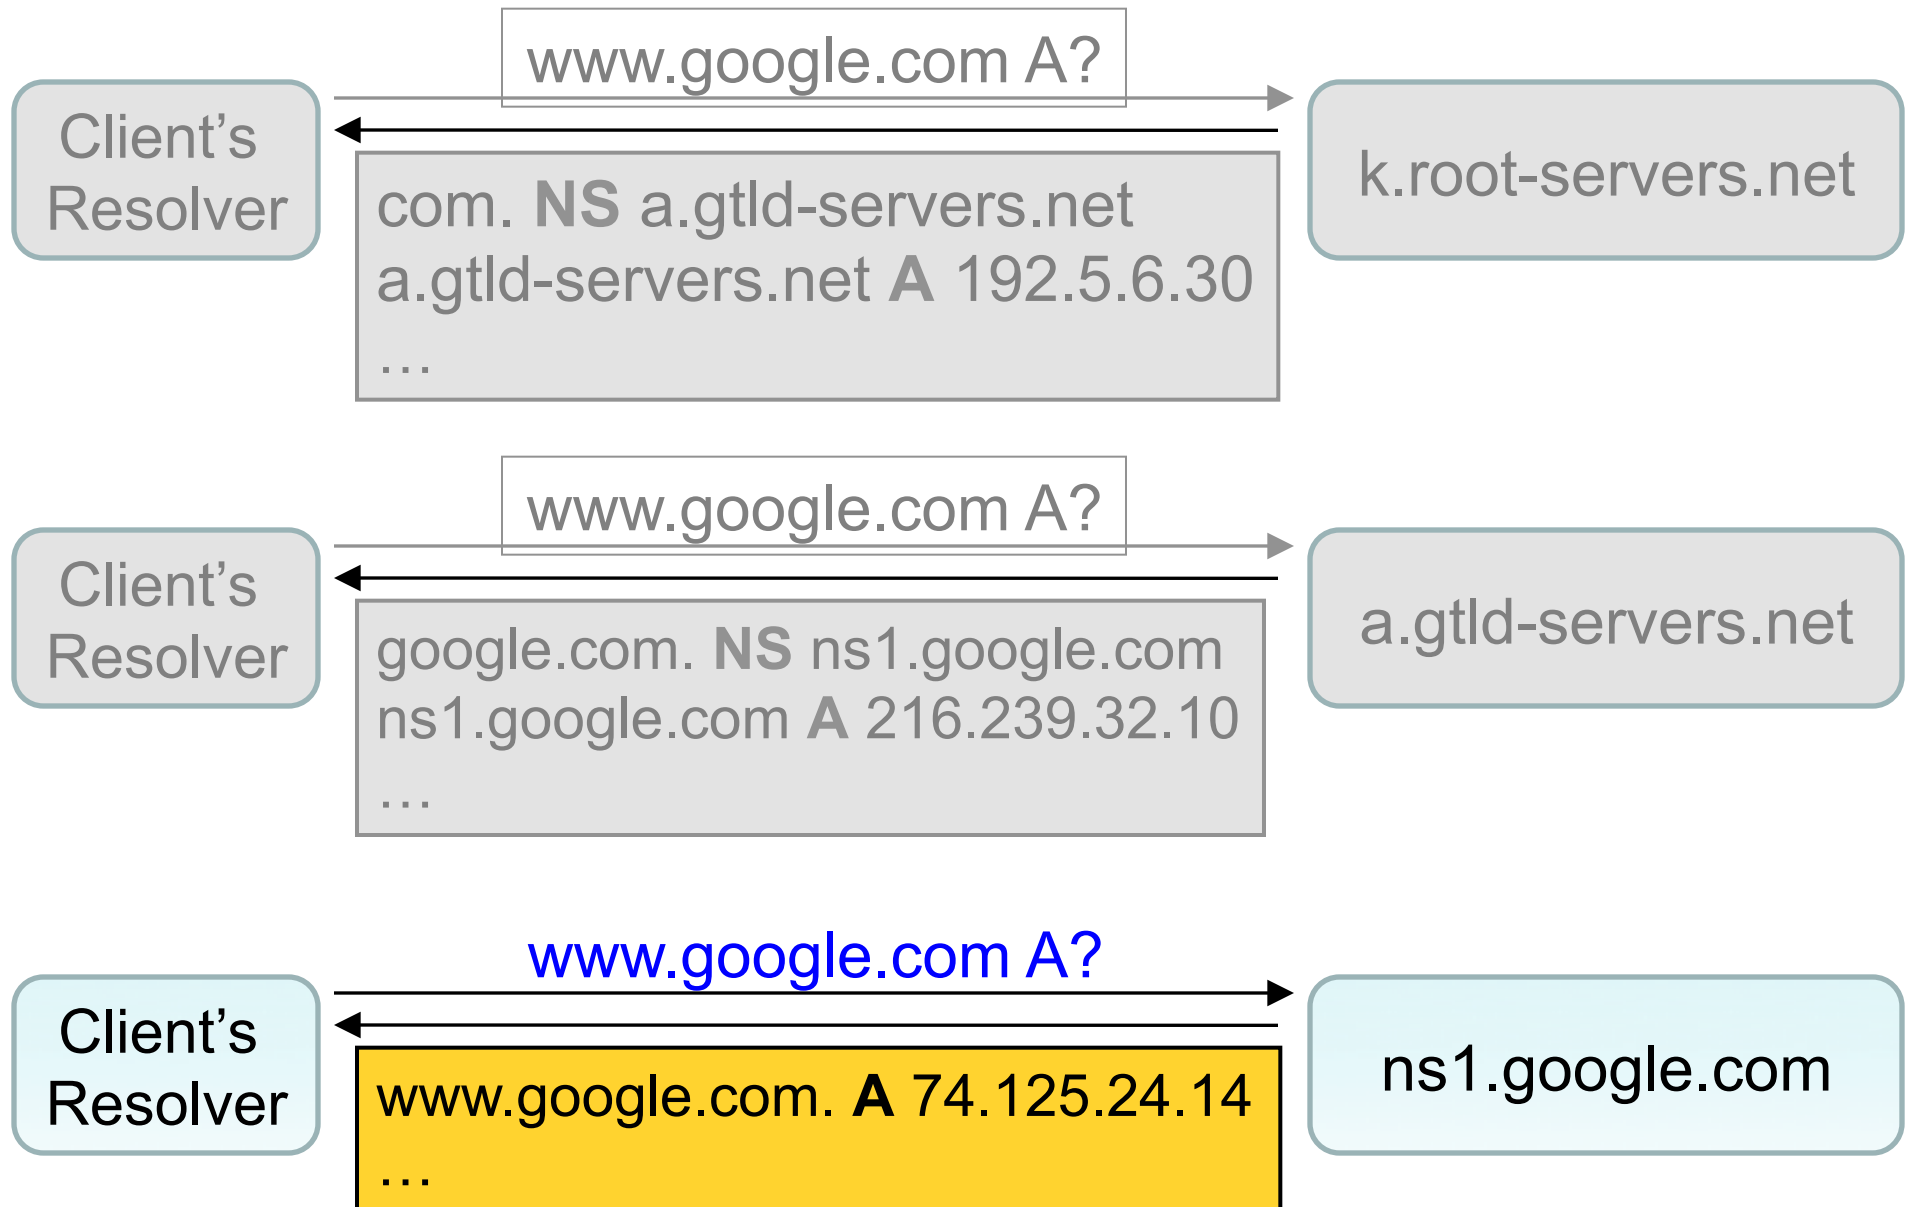 www.google.com A?
Client's
Resolver
k.root-servers.net
com. NS a.gtld-servers.net
a.gtld-servers.net A 192.5.6.30
…
www.google.com A?
Client's
Resolver
a.gtld-servers.net
google.com. NS ns1.google.com
ns1.google.com A 216.239.32.10
…
www.google.com A?
Client's
Resolver
ns1.google.com
www.google.com. A 74.125.24.14
…